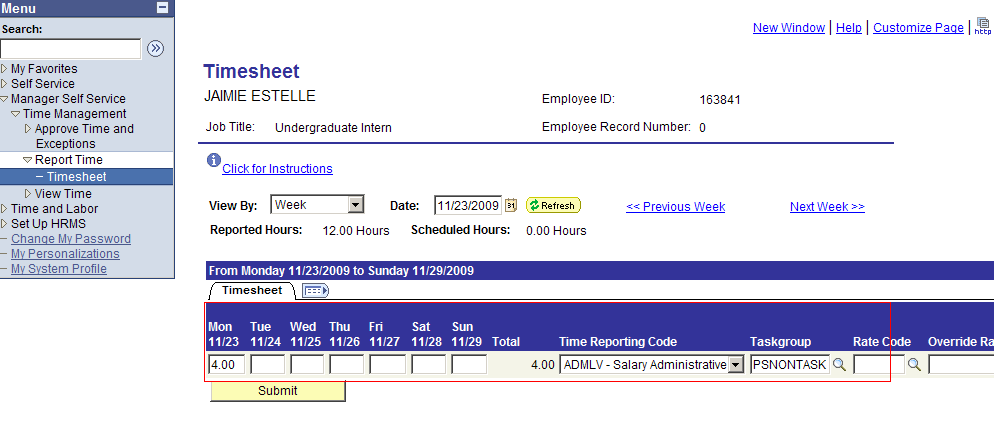 Menu
New Window | Help | Customize Page |
http
Search:
My Favorites
Self Service
Manager Self Service
Time Management
Approve Time and
Exceptions
Report Time
Timesheet
View Time
Time and Labor
Set Up HRMS
Change My Password
My Personalizations
My System Profile
Timesheet
JAIMIE ESTELLE
Employee ID: 163841
Job Title: Undergraduate Intern
Employee Record Number: 0
Click for Instructions
View By: Week Date: 11/23/2009 31 Refresh << Previous Week Next Week >>
Reported Hours: 12.00 Hours Scheduled Hours: 0.00 Hours
From Monday 11/23/2009 to Sunday 11/29/2009
Timesheet
Mon Tue Wed Thu Fri Sat Sun
11/23 11/24 11/25 11/26 11/27 11/28 11/29 Total Time Reporting Code Taskgroup Rate Code Override Ra
4.00 4.00 ADMLV - Salary Administrative PSNONTASK
Submit